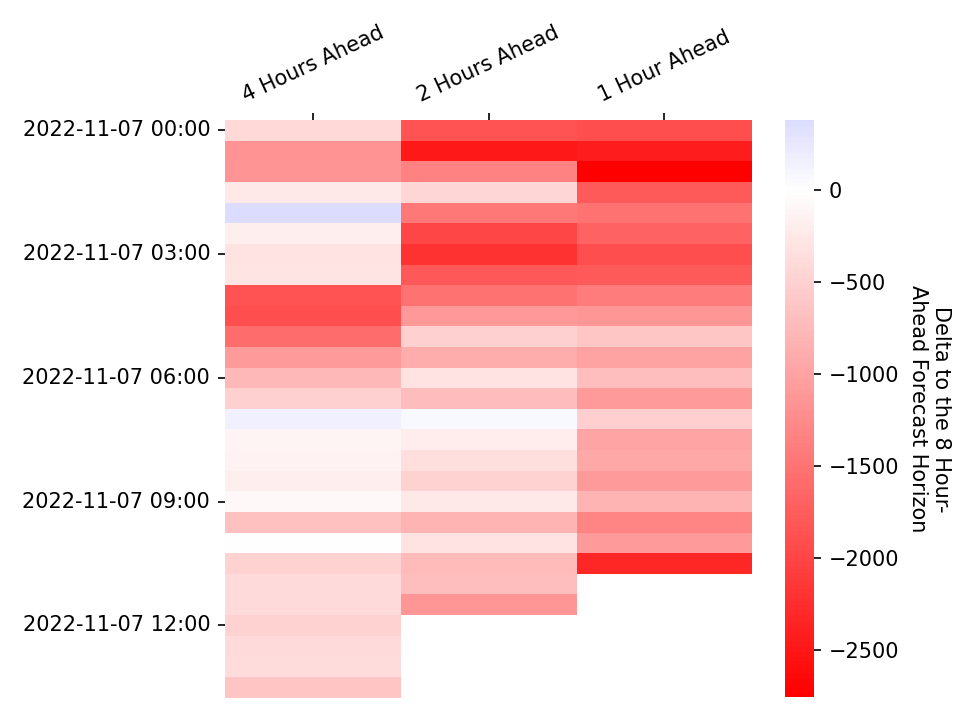 4 Hours Ahead
2 Hours Ahead
1 Hour Ahead
2022-11-07 00:00
2022-11-07 03:00
2022-11-07 06:00
2022-11-07 09:00
2022-11-07 12:00
0
−500
−1000
−1500
−2000
−2500
Delta to the 8 Hour-
Ahead Forecast Horizon